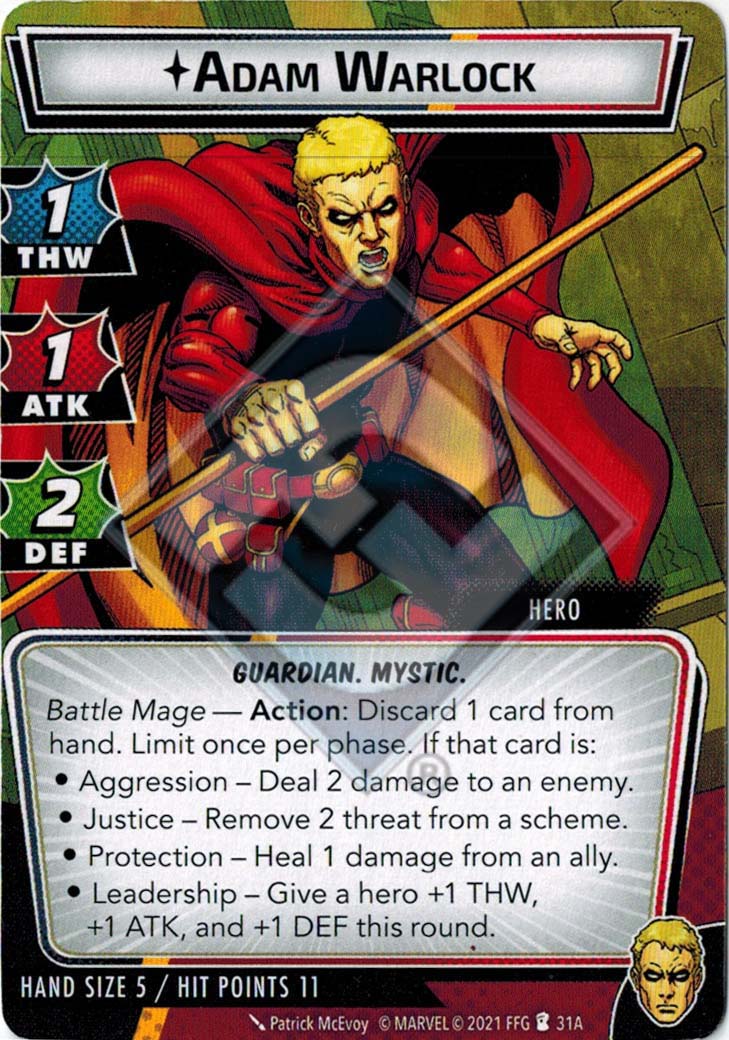 ADAM WARLOCK
1
THW
1
ATK
2
DEF
HERO
GUARDIAN. MYSTIC.
Battle Mage — Action: Discard 1 card from
hand. Limit once per phase. If that card is:
• Aggression – Deal 2 damage to an enemy.
• Justice – Remove 2 threat from a scheme.
• Protection – Heal 1 damage from an ally.
• Leadership – Give a hero +1 THW,
+1 ATK, and +1 DEF this round.
HAND SIZE 5 / HIT POINTS 11
Patrick McEvoy © MARVEL © 2021 FFG 31A
®